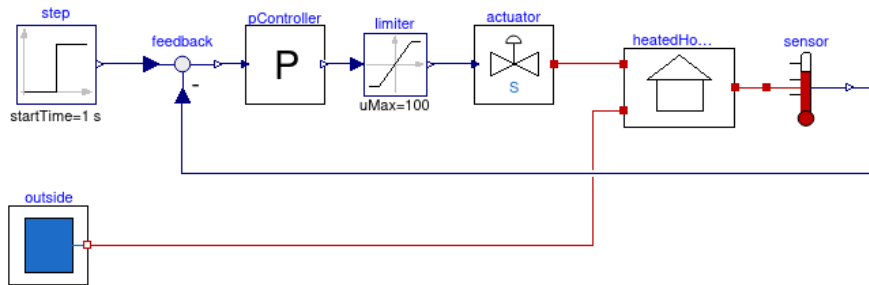 step
feedback
pController
limiter
actuator
heatedHo...
sensor
P
S
-
startTime=1 s
uMax=100
outside